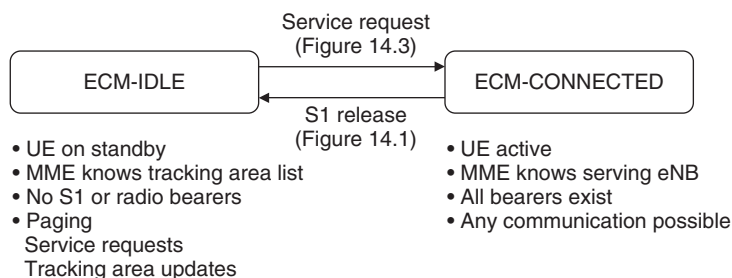 Service request
(Figure 14.3)
ECM-IDLE
ECM-CONNECTED
S1 release
(Figure 14.1)
• UE on standby
• MME knows tracking area list
• No S1 or radio bearers
• Paging
Service requests
Tracking area updates
• UE active
• MME knows serving eNB
• All bearers exist
• Any communication possible